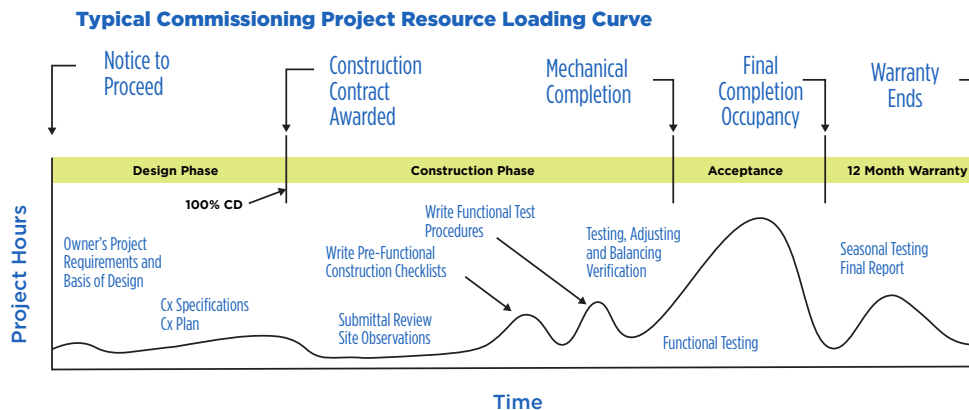 Typical Commissioning Project Resource Loading Curve
Notice to
Proceed
Construction
Contract
Awarded
Mechanical
Completion
Final
Completion
Occupancy
Warranty
Ends
Design Phase
Construction Phase
Acceptance
12 Month Warranty
100% CD
Project Hours
Owner's Project
Requirements and
Basis of Design
Cx Specifications
Cx Plan
Write Pre-Functional
Construction Checklists
Submittal Review
Site Observations
Write Functional Test
Procedures
Testing, Adjusting
and Balancing
Verification
Functional Testing
Seasonal Testing
Final Report
Time